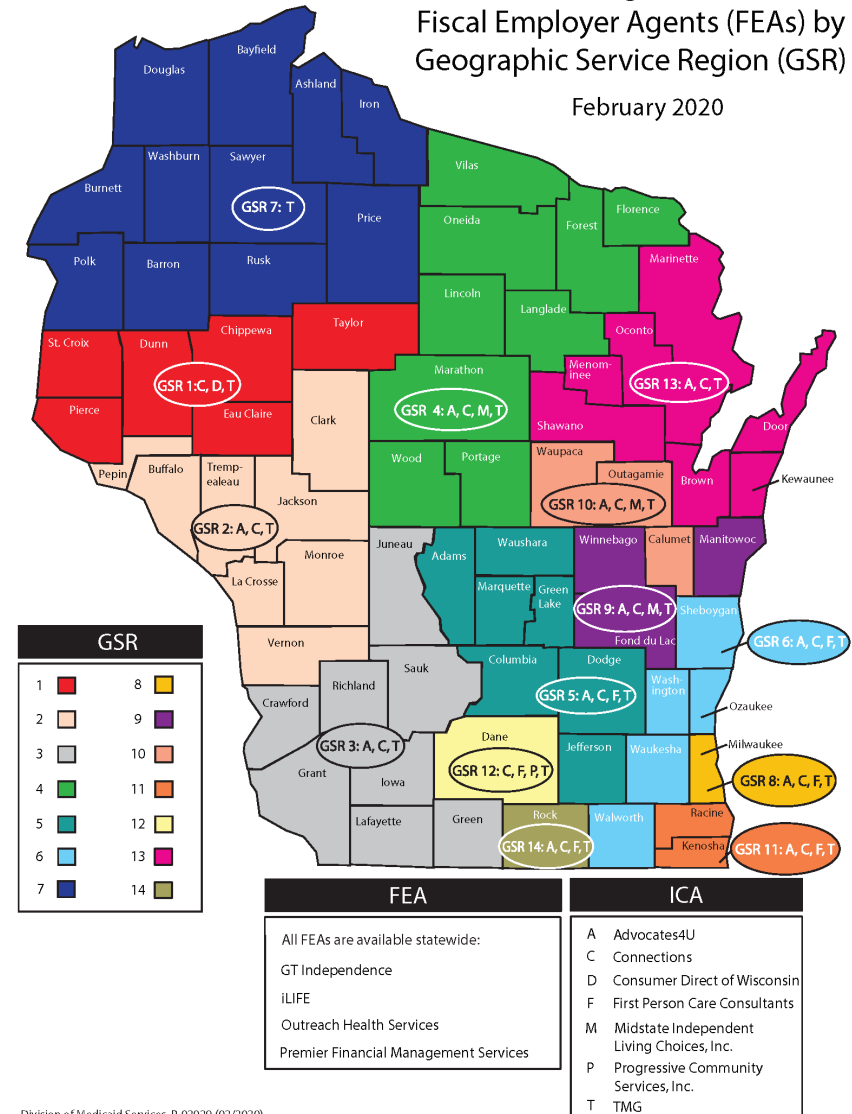 Fiscal Employer Agents (FEAs) by
Geographic Service Region (GSR)
February 2020
Douglas
Bayfield
Ashland
Iron
Washburn
Sawyer
Burnett
GSR 7: T
Price
Polk
Barron
Rusk
Vilas
Oneida
Forest
Florence
Marinette
Lincoln
Langlade
Oconto
St. Croix
Dunn
Chippewa
Taylor
GSR 1:C, D, T
Pierce
Eau Claire
Marathon
GSR 4: A, C, M, T
Menom-
inee
GSR 13: A, C, T
Clark
Shawano
Door
Wood
Portage
Waupaca
Outagamie
Brown
Kewaunee
Pepin
Buffalo
Tremp-
ealeau
Jackson
GSR 10: A, C, M, T
GSR 2: A, C, T
Monroe
La Crosse
Juneau
Adams
Waushara
Winnebago
Calumet
Manitowoc
Marquette
Green
Lake
GSR 9: A, C, M, T
Fond du Lac
Sheboygan
GSR 6: A, C, F, T
Vernon
Sauk
Columbia
Dodge
Wash-
ington
Ozaukee
Crawford
Richland
GSR 5: A, C, F, T
GSR 3: A, C, T
Dane
GSR 12: C, F, P, T
Jefferson
Waukesha
Milwaukee
GSR 8: A, C, F, T
Grant
Iowa
Lafayette
Green
Rock
GSR 14: A, C, F, T
Walworth
Racine
Kenosha
GSR 11: A, C, F, T
GSR
1
2
3
4
5
6
7
8
9
10
11
12
13
14
FEA
All FEAs are available statewide:
GT Independence
iLIFE
Outreach Health Services
Premier Financial Management Services
ICA
A Advocates4U
C Connections
D Consumer Direct of Wisconsin
F First Person Care Consultants
M Midstate Independent
Living Choices, Inc.
P Progressive Community
Services, Inc.
T TMG